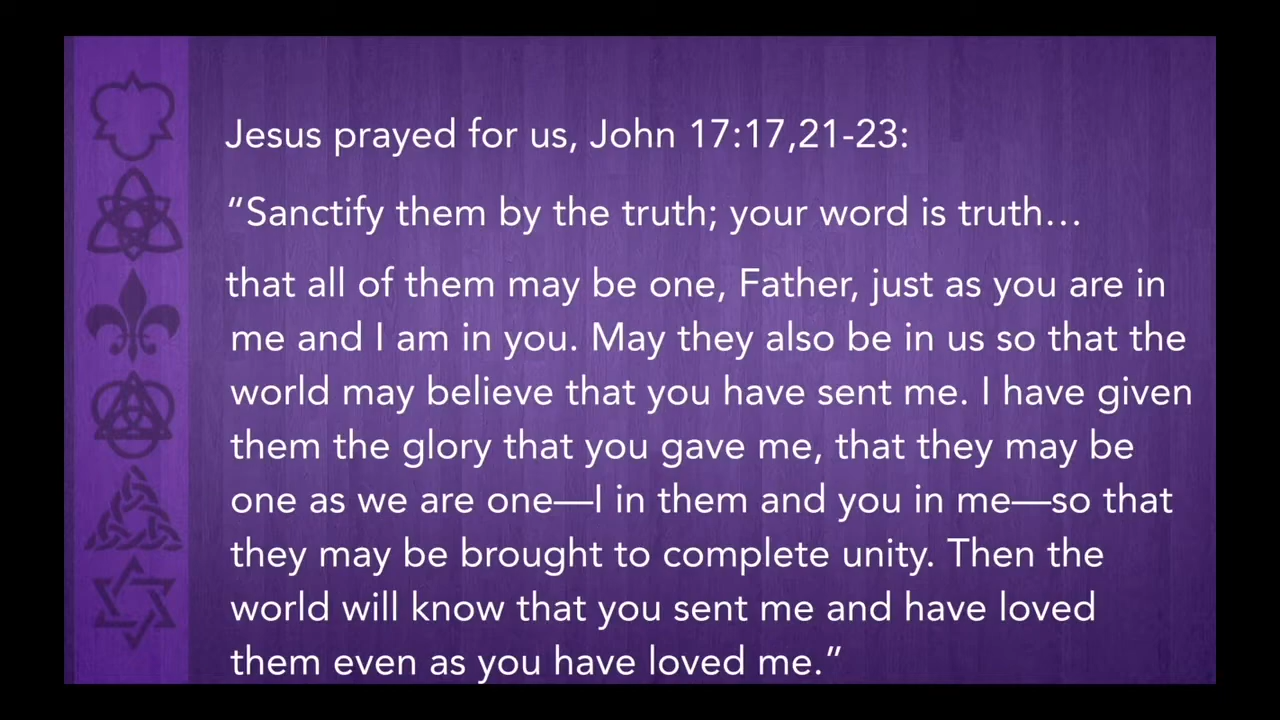 Jesus prayed for us, John 17:17,21-23:
“Sanctify them by the truth; your word is truth…
that all of them may be one, Father, just as you are in
me and I am in you. May they also be in us so that the
world may believe that you have sent me. I have given
them the glory that you gave me, that they may be
one as we are one—I in them and you in me—so that
they may be brought to complete unity. Then the
world will know that you sent me and have loved
them even as you have loved me.”